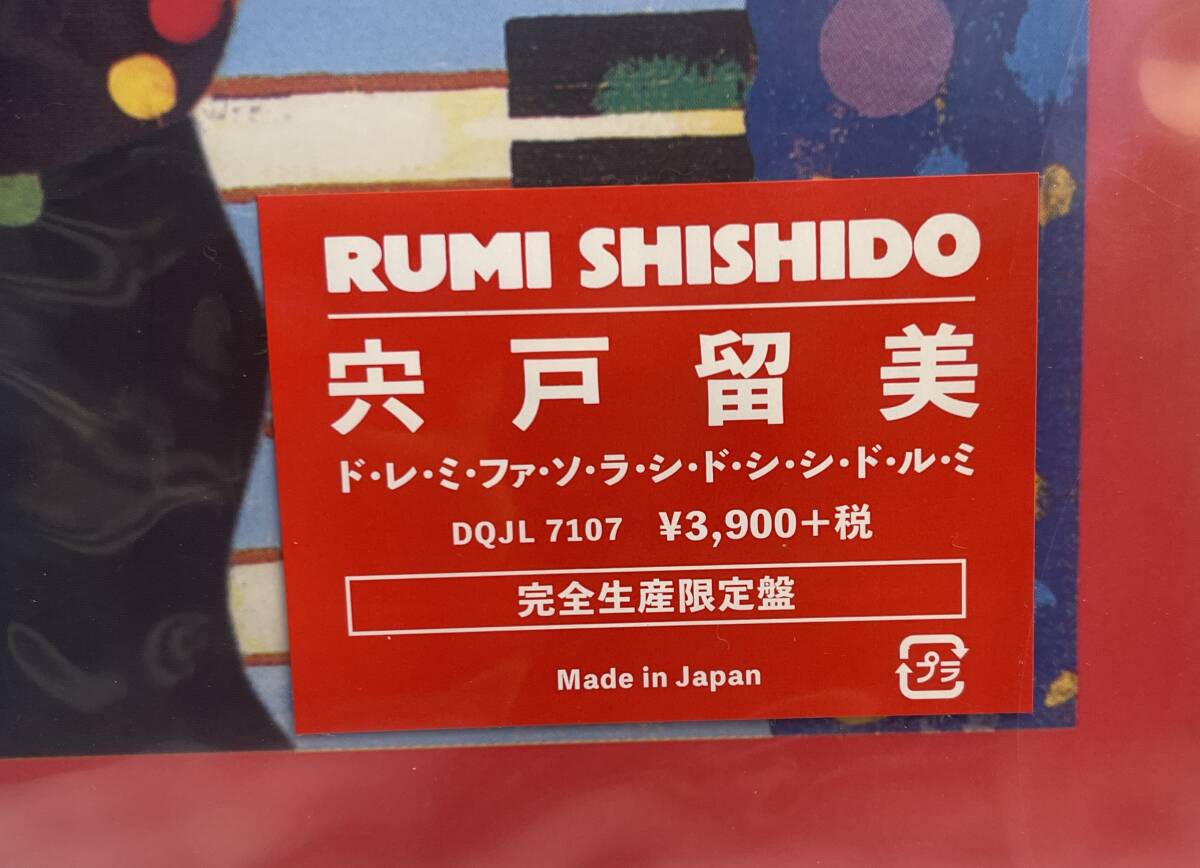 RUMI SHISHIDO
宍戸留美
ド・レ・ミ・ファ・ソ・ラ・シ・ド・シ・シ・ド・ル・ミ
DQJL 7107 ¥3,900+税
完全生産限定盤
Made in Japan
プラ